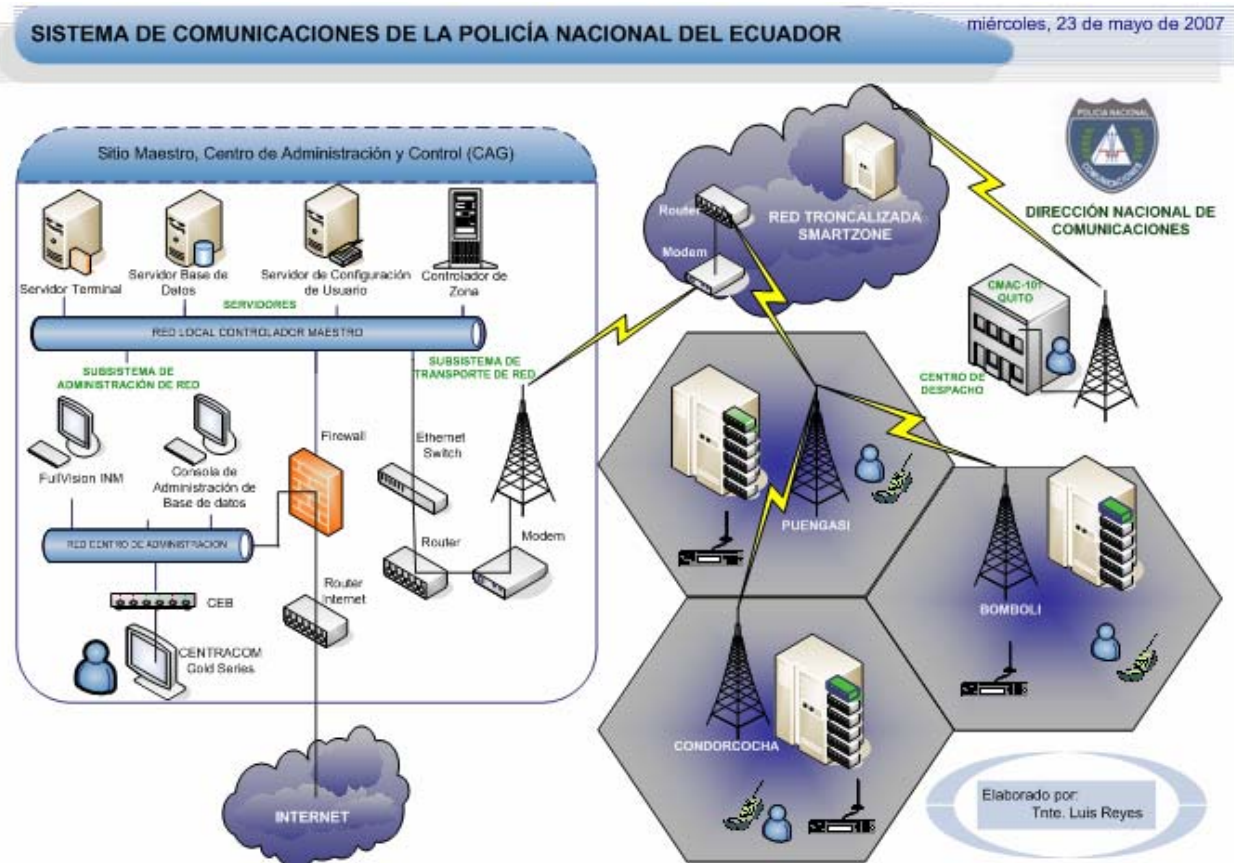 SISTEMA DE COMUNICACIONES DE LA POLICÍA NACIONAL DEL ECUADOR
miércoles, 23 de mayo de 2007
Sitio Maestro, Centro de Administración y Control (CAG)
Servidor Terminal
Servidor Base de
Datos
Servidor de Configuración
de Usuario
Controlador de
Zona
SERVIDORES
RED LOCAL CONTROLADOR MAESTRO
SUBSISTEMA DE
ADMINISTRACIÓN DE RED
SUBSISTEMA DE
TRANSPORTE DE RED
FullVision INM
Consola de
Administración de
Base de datos
Firewall
Ethernet
Switch
RED CENTRO DE ADMINISTRACION
Router
Modem
Router
Internet
CEB
CENTRACOM
Gold Series
INTERNET
Router
Modem
RED TRONCALIZADA
SMARTZONE
POLICIA NACIONAL
COMUNICACIONES
DIRECCIÓN NACIONAL DE
COMUNICACIONES
CMAC-101
QUITO
CENTRO DE
DESPACHO
PUENGASI
BOMBOLI
CONDORCOCHA
Elaborado por:
Tnte. Luis Reyes